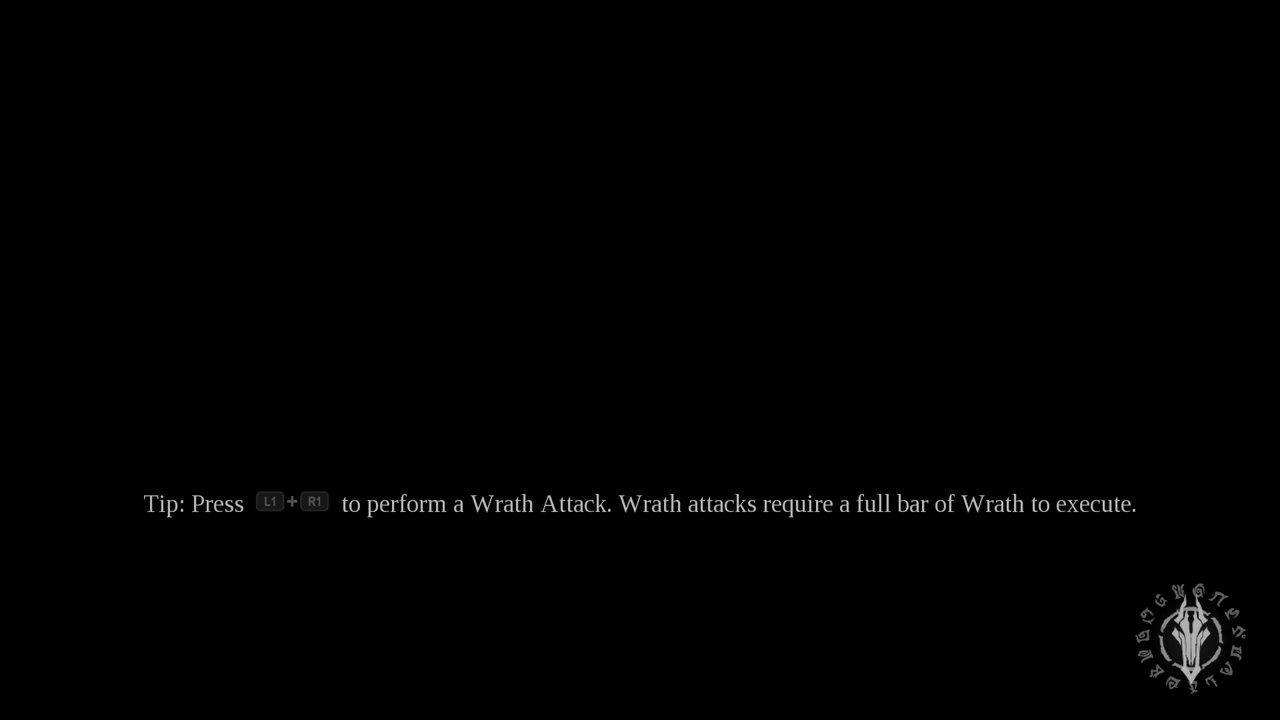 Tip: Press L1+R1 to perform a Wrath Attack. Wrath attacks require a full bar of Wrath to execute.